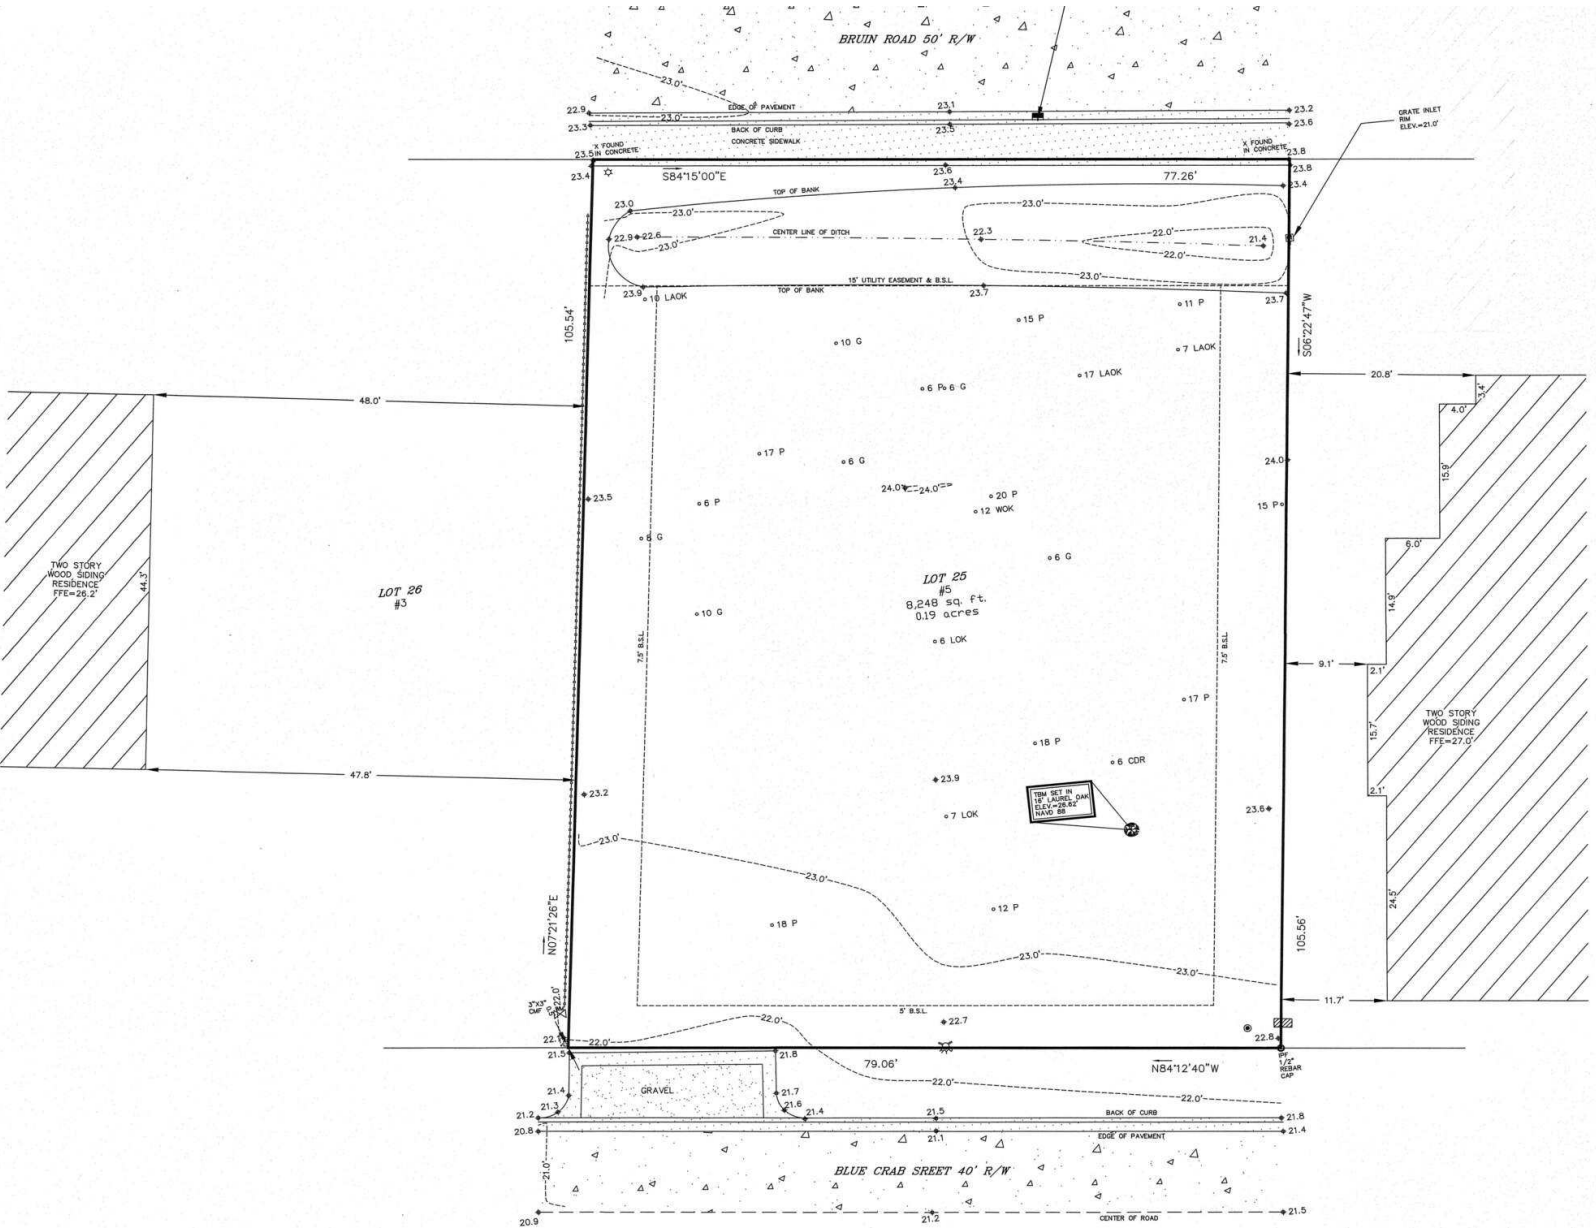 BRUIN ROAD 50' R/W
23.0'
EDGE OF PAVEMENT
22.9
23.0'
23.1
23.2
23.3
BACK OF CURB
23.5
23.6
CONCRETE SIDEWALK
GRATE INLET
RIM
ELEV.=21.0'
X FOUND
IN CONCRETE
23.5
X FOUND
IN CONCRETE
23.8
23.4
S84°15'00"E
23.6
77.26'
23.8
23.4
TOP OF BANK
23.4
23.0
23.0'
23.0'
22.9
22.6
23.0'
CENTER LINE OF DITCH
22.3
22.0'
21.4
22.0'
23.0'
15' UTILITY EASEMENT & B.S.L.
23.9
TOP OF BANK
23.7
23.7
10 LAOK
11 P
15 P
105.54'
S06°22'47"W
10 G
7 LAOK
17 LAOK
20.8'
6 P
6 G
3.4'
4.0'
48.0'
17 P
6 G
24.0
15.9'
24.0'
24.0'
23.5
6 P
20 P
12 WOK
15 P
8 G
6.0'
6 G
TWO STORY
WOOD SIDING
RESIDENCE
FFE=26.2'
44.3'
LOT 26
#3
LOT 25
#5
8,248 sq. ft.
0.19 acres
14.9'
10 G
6 LOK
7.5' B.S.L.
7.5' B.S.L.
9.1'
2.1'
17 P
TWO STORY
WOOD SIDING
RESIDENCE
FFE=27.0'
15.7'
18 P
6 CDR
47.8'
23.9
23.2
TBM SET IN
16" LAUREL OAK
ELEV.=26.62'
NAVD 88
2.1'
23.6
7 LOK
23.0'
23.0'
24.5'
12 P
18 P
N07°21'26"E
105.56'
23.0'
23.0'
22.0'
3"X3"
CMF
11.7'
5' B.S.L.
22.7
22.0'
22.0'
22.8
21.5
21.8
79.06'
N84°12'40"W
IPF
1/2"
REBAR
CAP
GRAVEL
22.0'
22.0'
21.4
21.7
21.3
21.6
21.2
21.4
21.5
BACK OF CURB
21.8
20.8
21.1
EDGE OF PAVEMENT
21.4
21.0'
BLUE CRAB SREET 40' R/W
20.9
21.2
CENTER OF ROAD
21.5